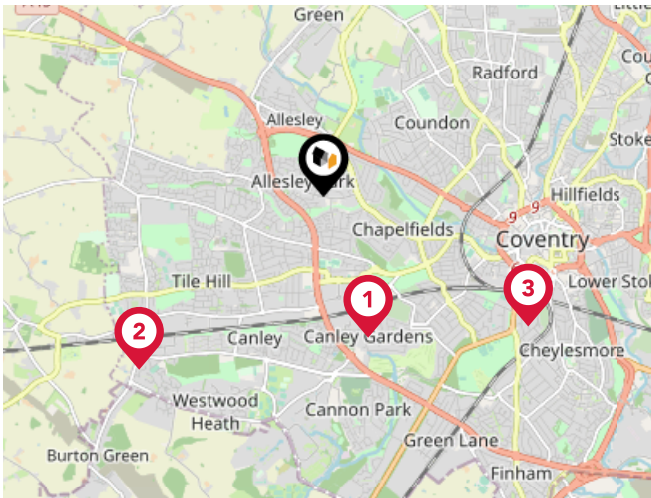 Green
Radford
Allesley
Coundon
Stoke
Allesley Park
Hillfields
9
9
Chapelfields
Coventry
Tile Hill
Lower Stok
1
3
2
Canley
Canley Gardens
Cheylesmore
Westwood
Heath
Cannon Park
Green Lane
Burton Green
Finham